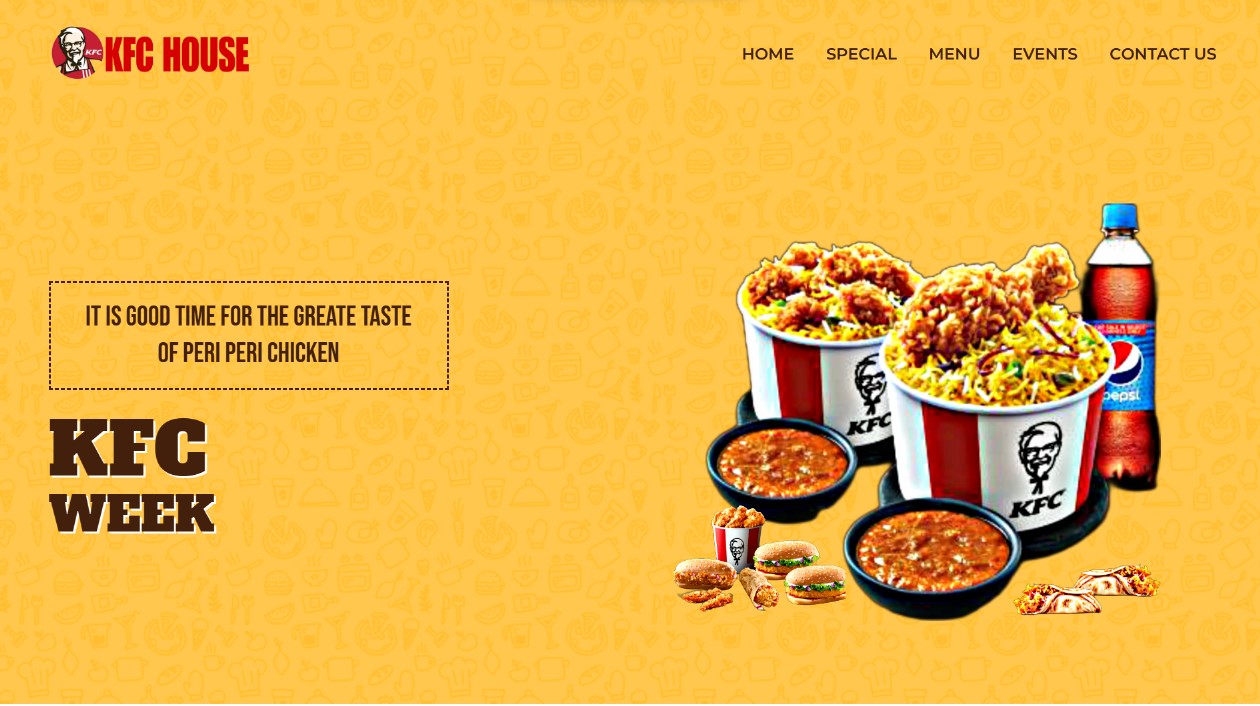 KFC
KFC HOUSE
HOME SPECIAL MENU EVENTS CONTACT US
IT IS GOOD TIME FOR THE GREATE TASTE
OF PERI PERI CHICKEN
KFC
WEEK
KFC
KFC
pepsi